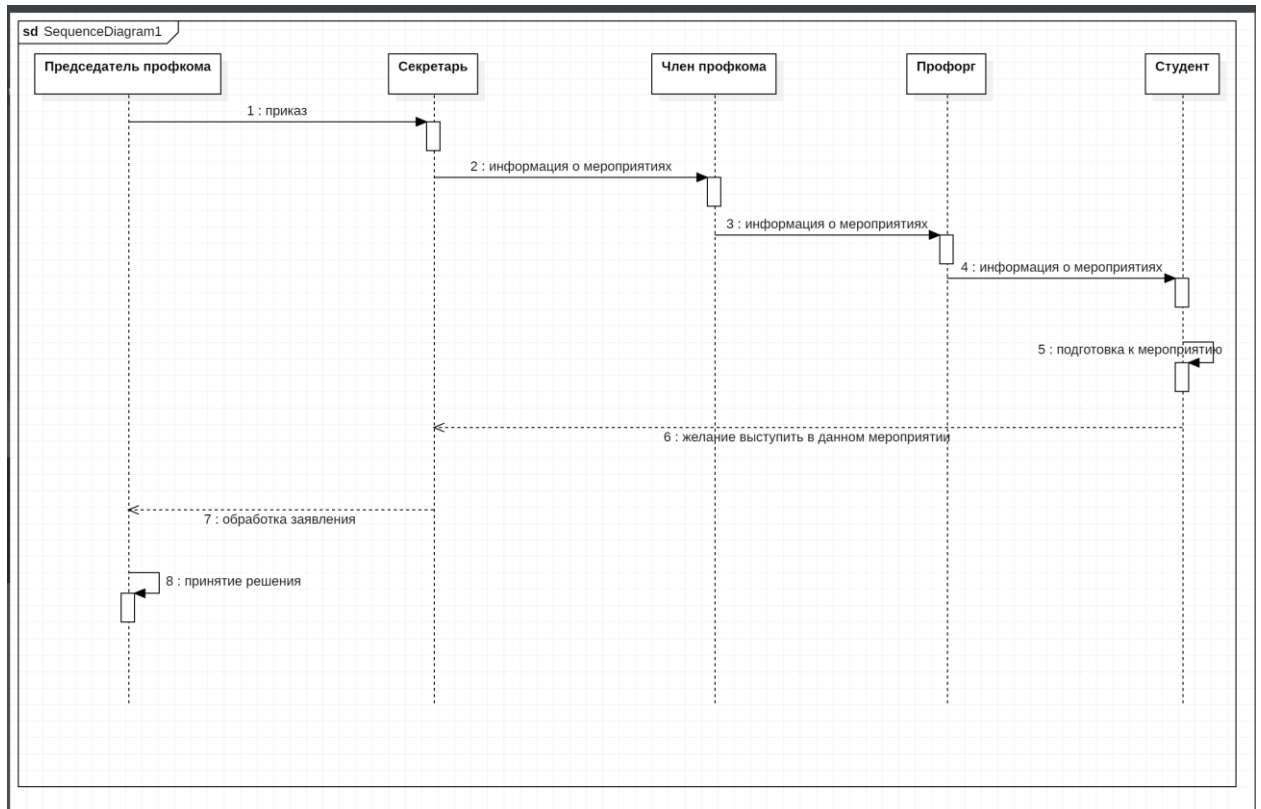 sd SequenceDiagram1
Председатель профкома
Секретарь
Член профкома
Профорг
Студент
1 : приказ
2 : информация о мероприятиях
3 : информация о мероприятиях
4 : информация о мероприятиях
5 : подготовка к мероприятию
6 : желание выступить в данном мероприятии
7 : обработка заявления
8 : принятие решения